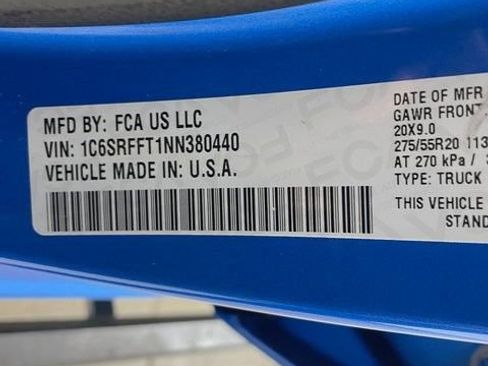 MFD BY: FCA US LLC
VIN: 1C6SRFFT1NN380440
VEHICLE MADE IN: U.S.A.
DATE OF MFR
GAWR FRONT
20X9.0
275/55R20 113
AT 270 kPa /
TYPE: TRUCK
THIS VEHICLE
STAND